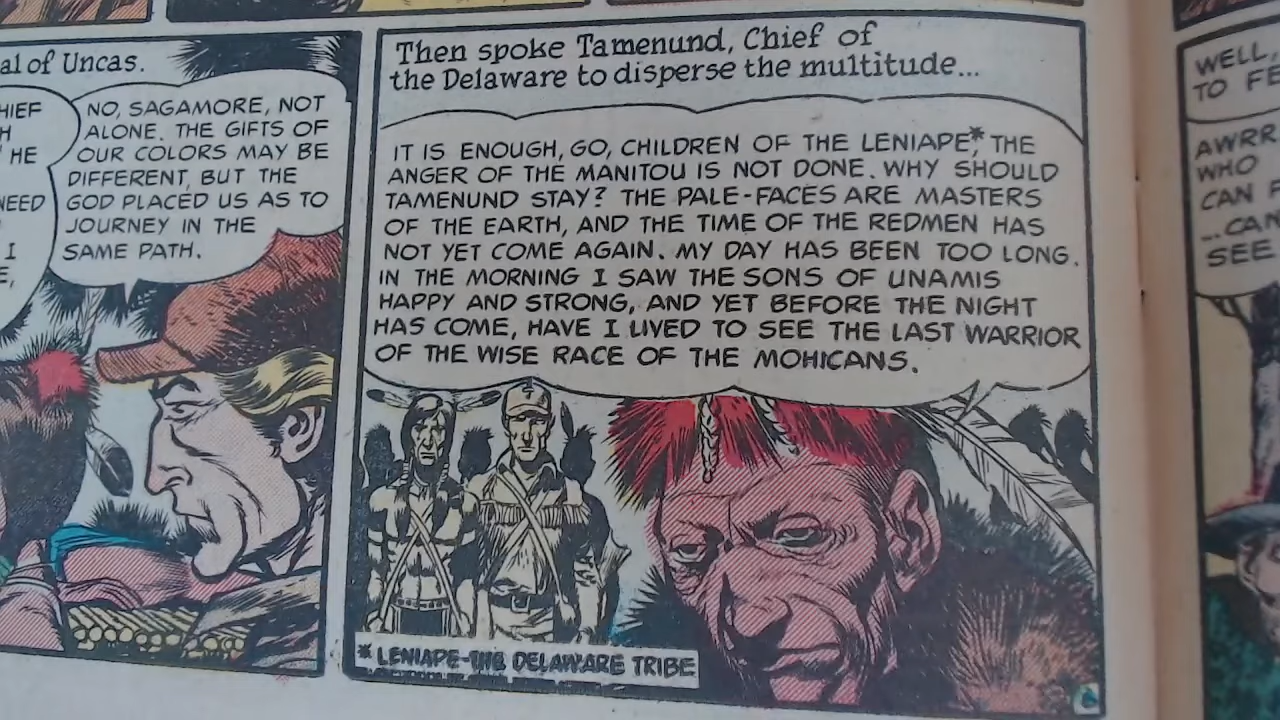 al of Uncas.
HIEF
H
HE
NEED
I
E,
NO, SAGAMORE, NOT
ALONE. THE GIFTS OF
OUR COLORS MAY BE
DIFFERENT, BUT THE
GOD PLACED US AS TO
JOURNEY IN THE
SAME PATH.
Then spoke Tamenund, Chief of
the Delaware to disperse the multitude...
IT IS ENOUGH, GO, CHILDREN OF THE LENIAPE,* THE
ANGER OF THE MANITOU IS NOT DONE. WHY SHOULD
TAMENUND STAY? THE PALE-FACES ARE MASTERS
OF THE EARTH, AND THE TIME OF THE REDMEN HAS
NOT YET COME AGAIN. MY DAY HAS BEEN TOO LONG.
IN THE MORNING I SAW THE SONS OF UNAMIS
HAPPY AND STRONG, AND YET BEFORE THE NIGHT
HAS COME, HAVE I LIVED TO SEE THE LAST WARRIOR
OF THE WISE RACE OF THE MOHICANS.
* LENIAPE-THE DELAWARE TRIBE
WELL,
TO FE
AWRR
WHO
CAN F
...CAN
SEE